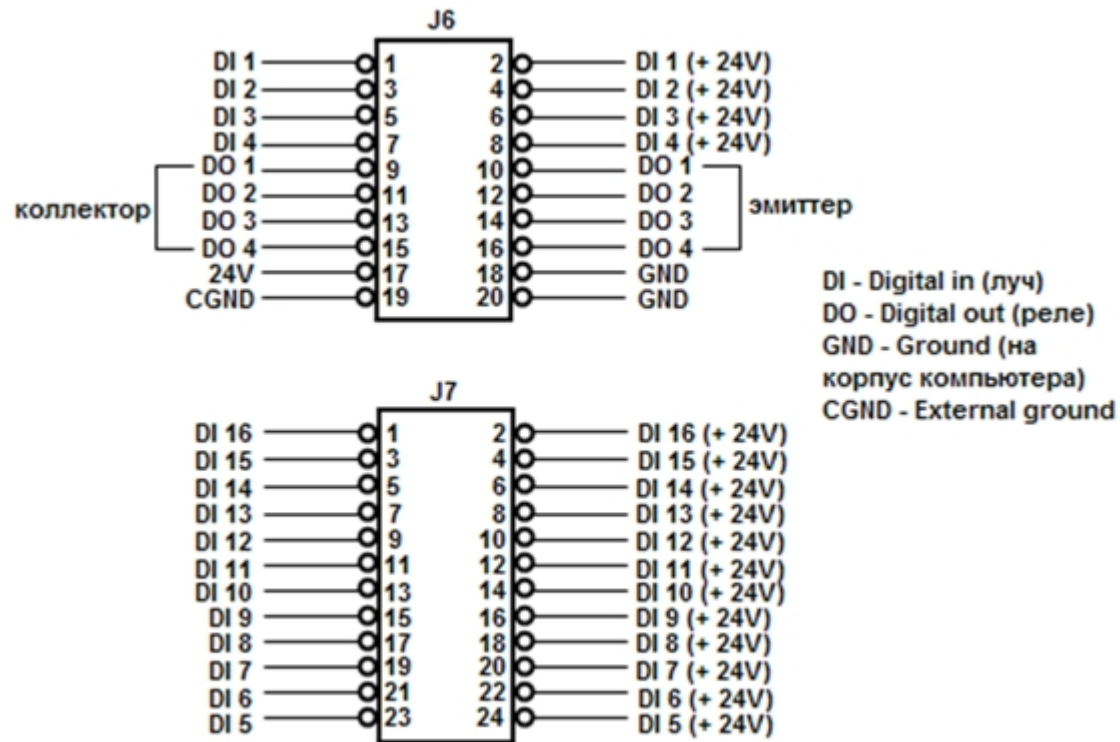 J6
DI 1 1 2 DI 1 (+ 24V)
DI 2 3 4 DI 2 (+ 24V)
DI 3 5 6 DI 3 (+ 24V)
DI 4 7 8 DI 4 (+ 24V)
DO 1 9 10 DO 1
DO 2 11 12 DO 2
коллектор DO 3 13 14 DO 3 эмиттер
DO 4 15 16 DO 4
24V 17 18 GND
CGND 19 20 GND
DI - Digital in (луч)
DO - Digital out (реле)
GND - Ground (на
корпус компьютера)
CGND - External ground
J7
DI 16 1 2 DI 16 (+ 24V)
DI 15 3 4 DI 15 (+ 24V)
DI 14 5 6 DI 14 (+ 24V)
DI 13 7 8 DI 13 (+ 24V)
DI 12 9 10 DI 12 (+ 24V)
DI 11 11 12 DI 11 (+ 24V)
DI 10 13 14 DI 10 (+ 24V)
DI 9 15 16 DI 9 (+ 24V)
DI 8 17 18 DI 8 (+ 24V)
DI 7 19 20 DI 7 (+ 24V)
DI 6 21 22 DI 6 (+ 24V)
DI 5 23 24 DI 5 (+ 24V)